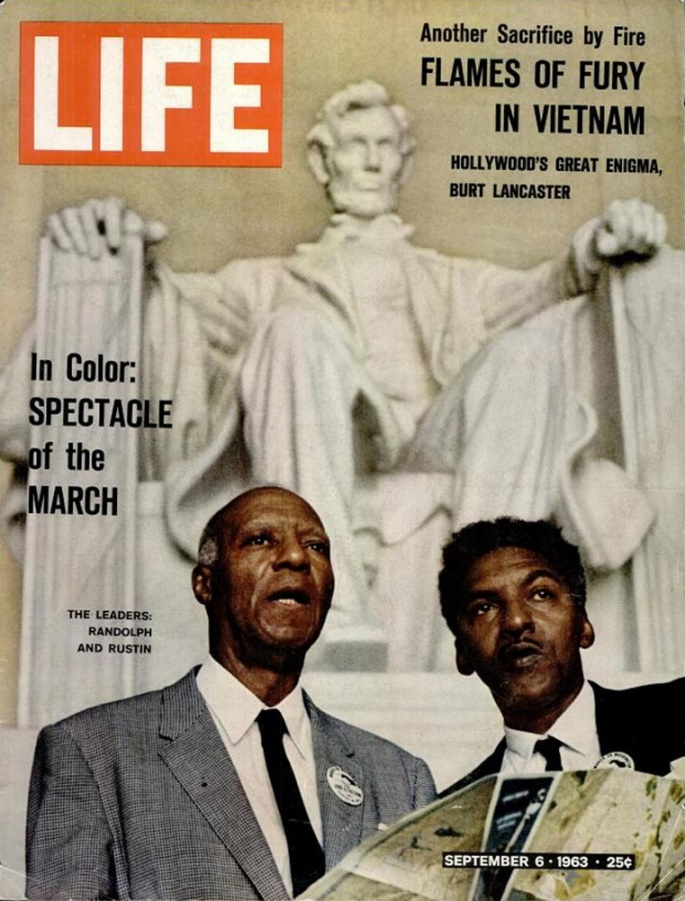 LIFE
Another Sacrifice by Fire
FLAMES OF FURY
IN VIETNAM
HOLLYWOOD'S GREAT ENIGMA,
BURT LANCASTER
In Color:
SPECTACLE
of the
MARCH
THE LEADERS:
RANDOLPH
AND RUSTIN
SEPTEMBER 6 · 1963 · 25¢